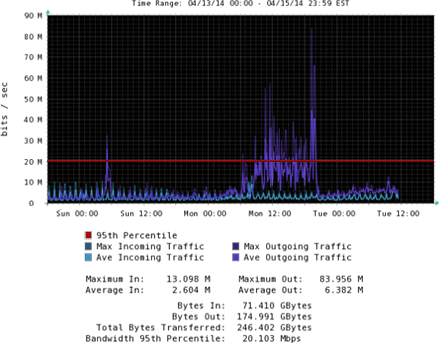 Time Range: 04/13/14 00:00 - 04/15/14 23:59 EST
90 M
80 M
70 M
60 M
50 M
40 M
30 M
20 M
10 M
0
bits / sec
Sun 00:00 Sun 12:00 Mon 00:00 Mon 12:00 Tue 00:00 Tue 12:00
95th Percentile
Max Incoming Traffic Max Outgoing Traffic
Ave Incoming Traffic Ave Outgoing Traffic
Maximum In: 13.098 M Maximum Out: 83.956 M
Average In: 2.604 M Average Out: 6.382 M
Bytes In: 71.410 GBytes
Bytes Out: 174.991 GBytes
Total Bytes Transferred: 246.402 GBytes
Bandwidth 95th Percentile: 20.103 Mbps